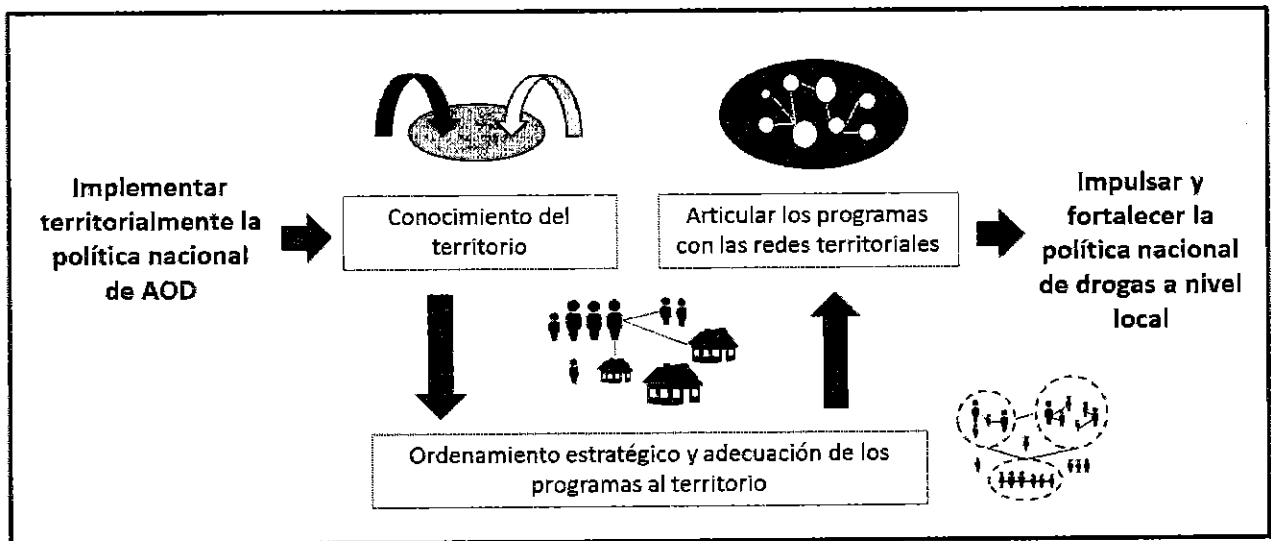 Implementar
territorialmente la
política nacional
de AOD
Conocimiento del
territorio
Articular los programas
con las redes territoriales
Impulsar y
fortalecer la
política nacional
de drogas a nivel
local
Ordenamiento estratégico y adecuación de los
programas al territorio